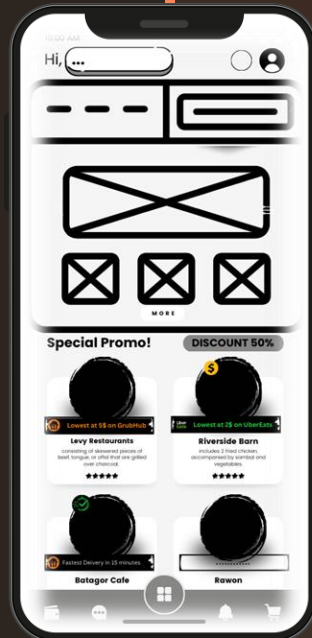 10:00 AM
Hi,
MORE
Special Promo!
DISCOUNT 50%
Lowest at 5$ on GrubHub
Levy Restaurants
consisting of skewered pieces of
beef, tongue, or offal that are grilled
over charcoal.
$
Uber
Eats
Lowest at 2$ on UberEats
Riverside Barn
includes 2 fried chicken,
accompanied by sambal and
vegetables.
Fastest Delivery in 15 minutes
Batagor Cafe
Rawon